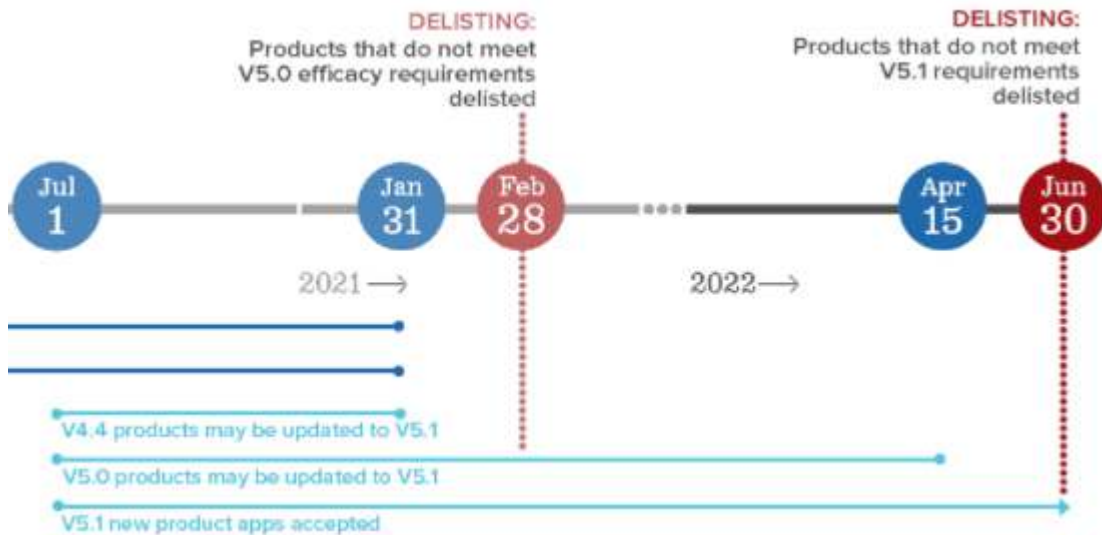 DELISTING:
Products that do not meet
V5.0 efficacy requirements
delisted
DELISTING:
Products that do not meet
V5.1 requirements
delisted
Jul
1
Jan
31
Feb
28
Apr
15
Jun
30
2021
2022
V4.4 products may be updated to V5.1
V5.0 products may be updated to V5.1
V5.1 new product apps accepted